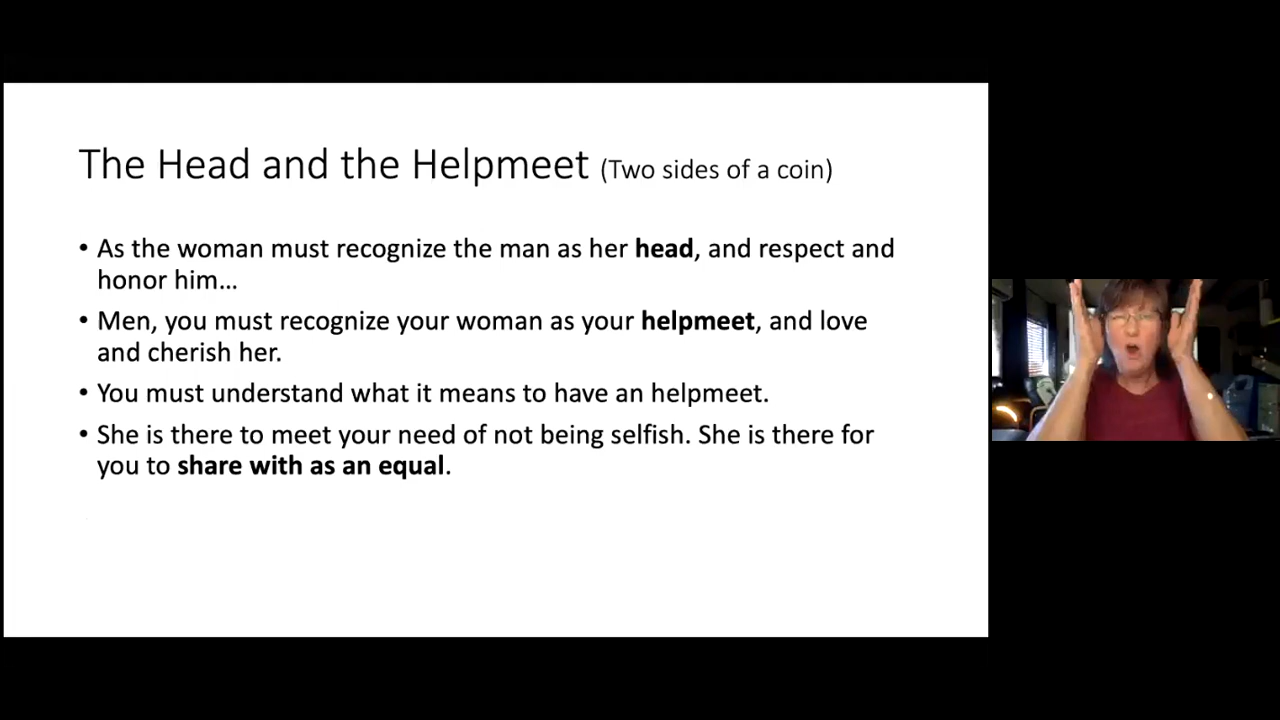 The Head and the Helpmeet (Two sides of a coin)
• As the woman must recognize the man as her head, and respect and
honor him...
• Men, you must recognize your woman as your helpmeet, and love
and cherish her.
• You must understand what it means to have an helpmeet.
• She is there to meet your need of not being selfish. She is there for
you to share with as an equal.